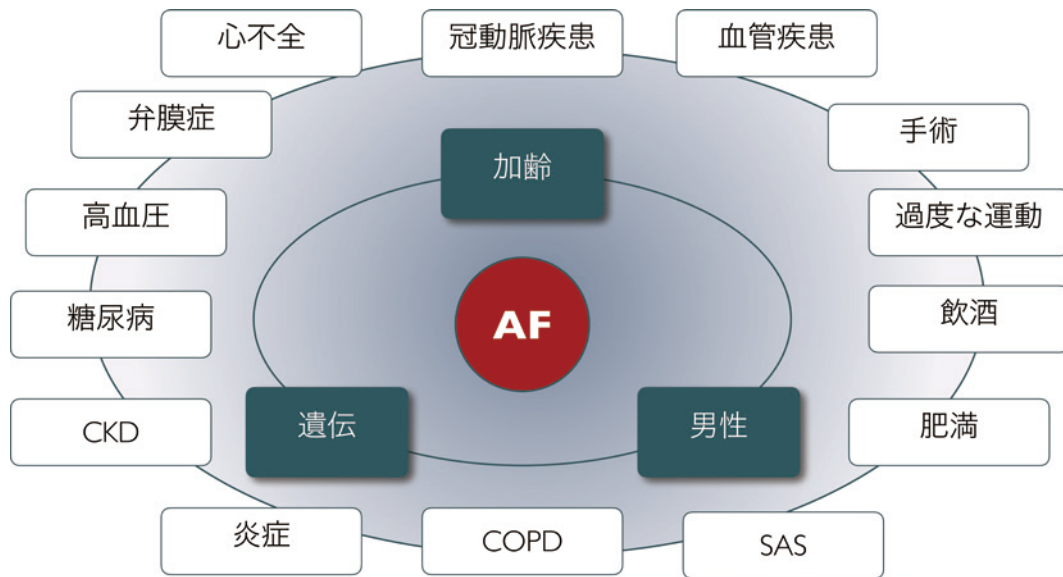 心不全
冠動脈疾患
血管疾患
弁膜症
手術
加齢
高血圧
過度な運動
糖尿病
AF
飲酒
CKD
遺伝
男性
肥満
炎症
COPD
SAS